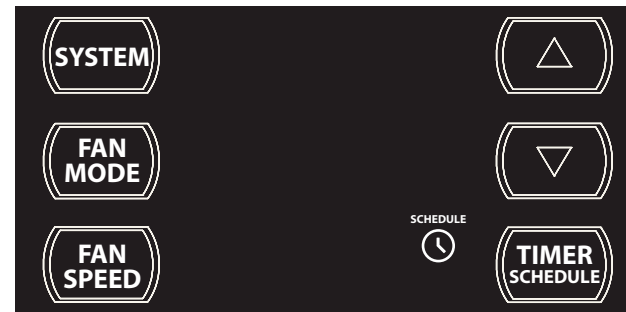 SYSTEM
FAN
MODE
SCHEDULE
FAN
SPEED
TIMER
SCHEDULE